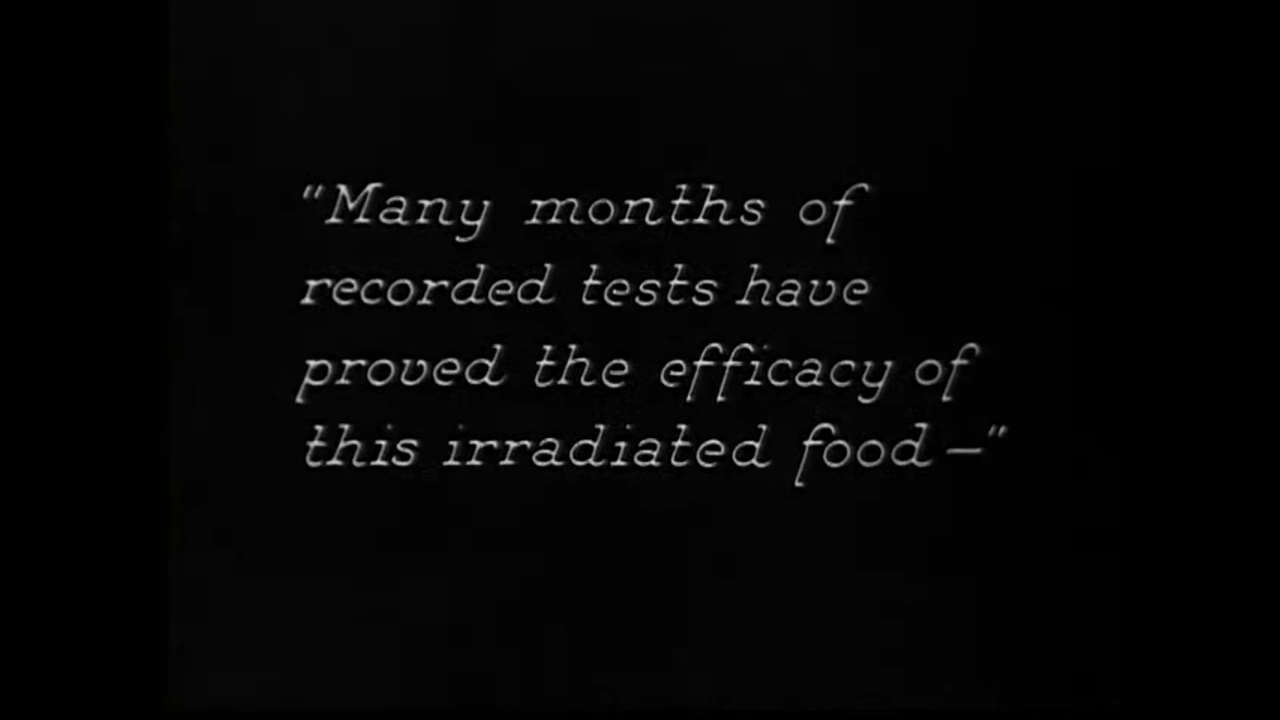 "Many months of
recorded tests have
proved the efficacy of
this irradiated food—"